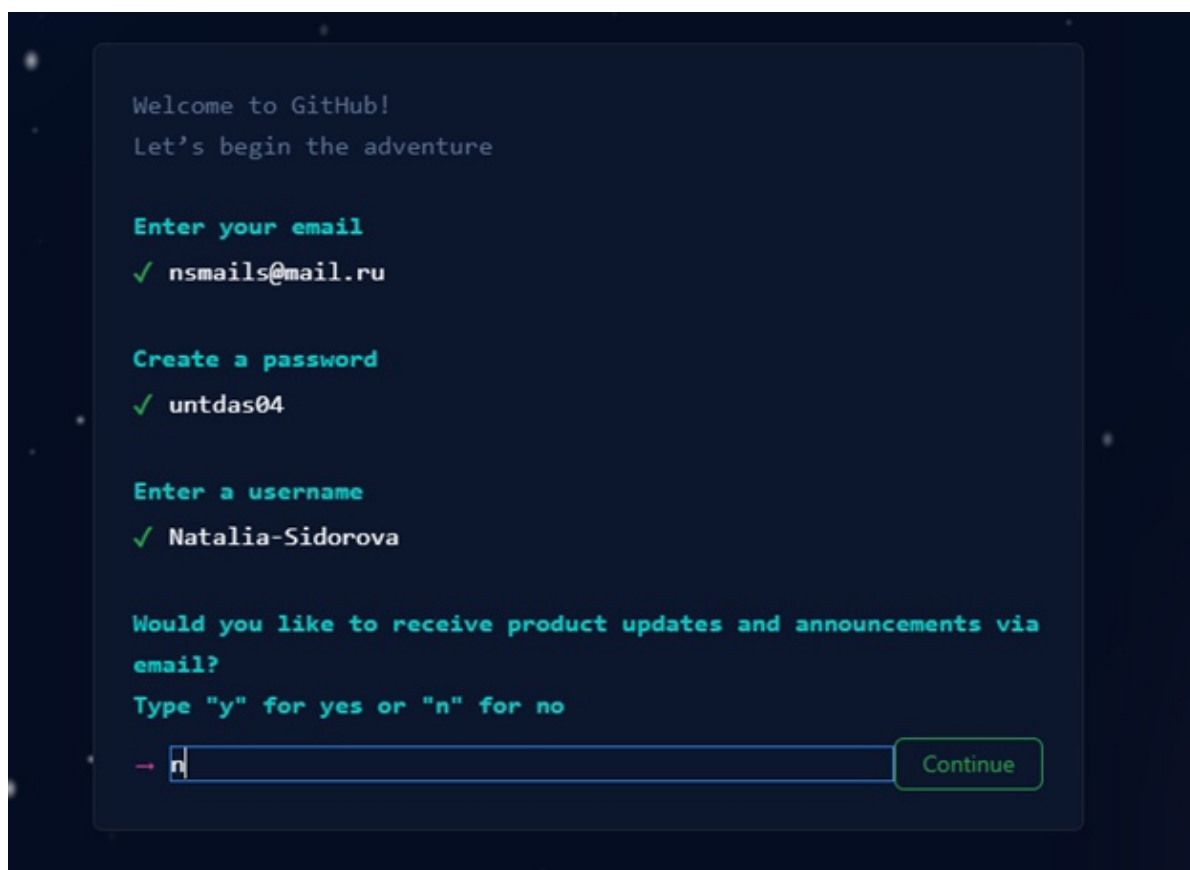 Welcome to GitHub!
Let’s begin the adventure
Enter your email
✓ nsmails@mail.ru
Create a password
✓ untdas04
Enter a username
✓ Natalia-Sidorova
Would you like to receive product updates and announcements via
email?
Type "y" for yes or "n" for no
→ n Continue